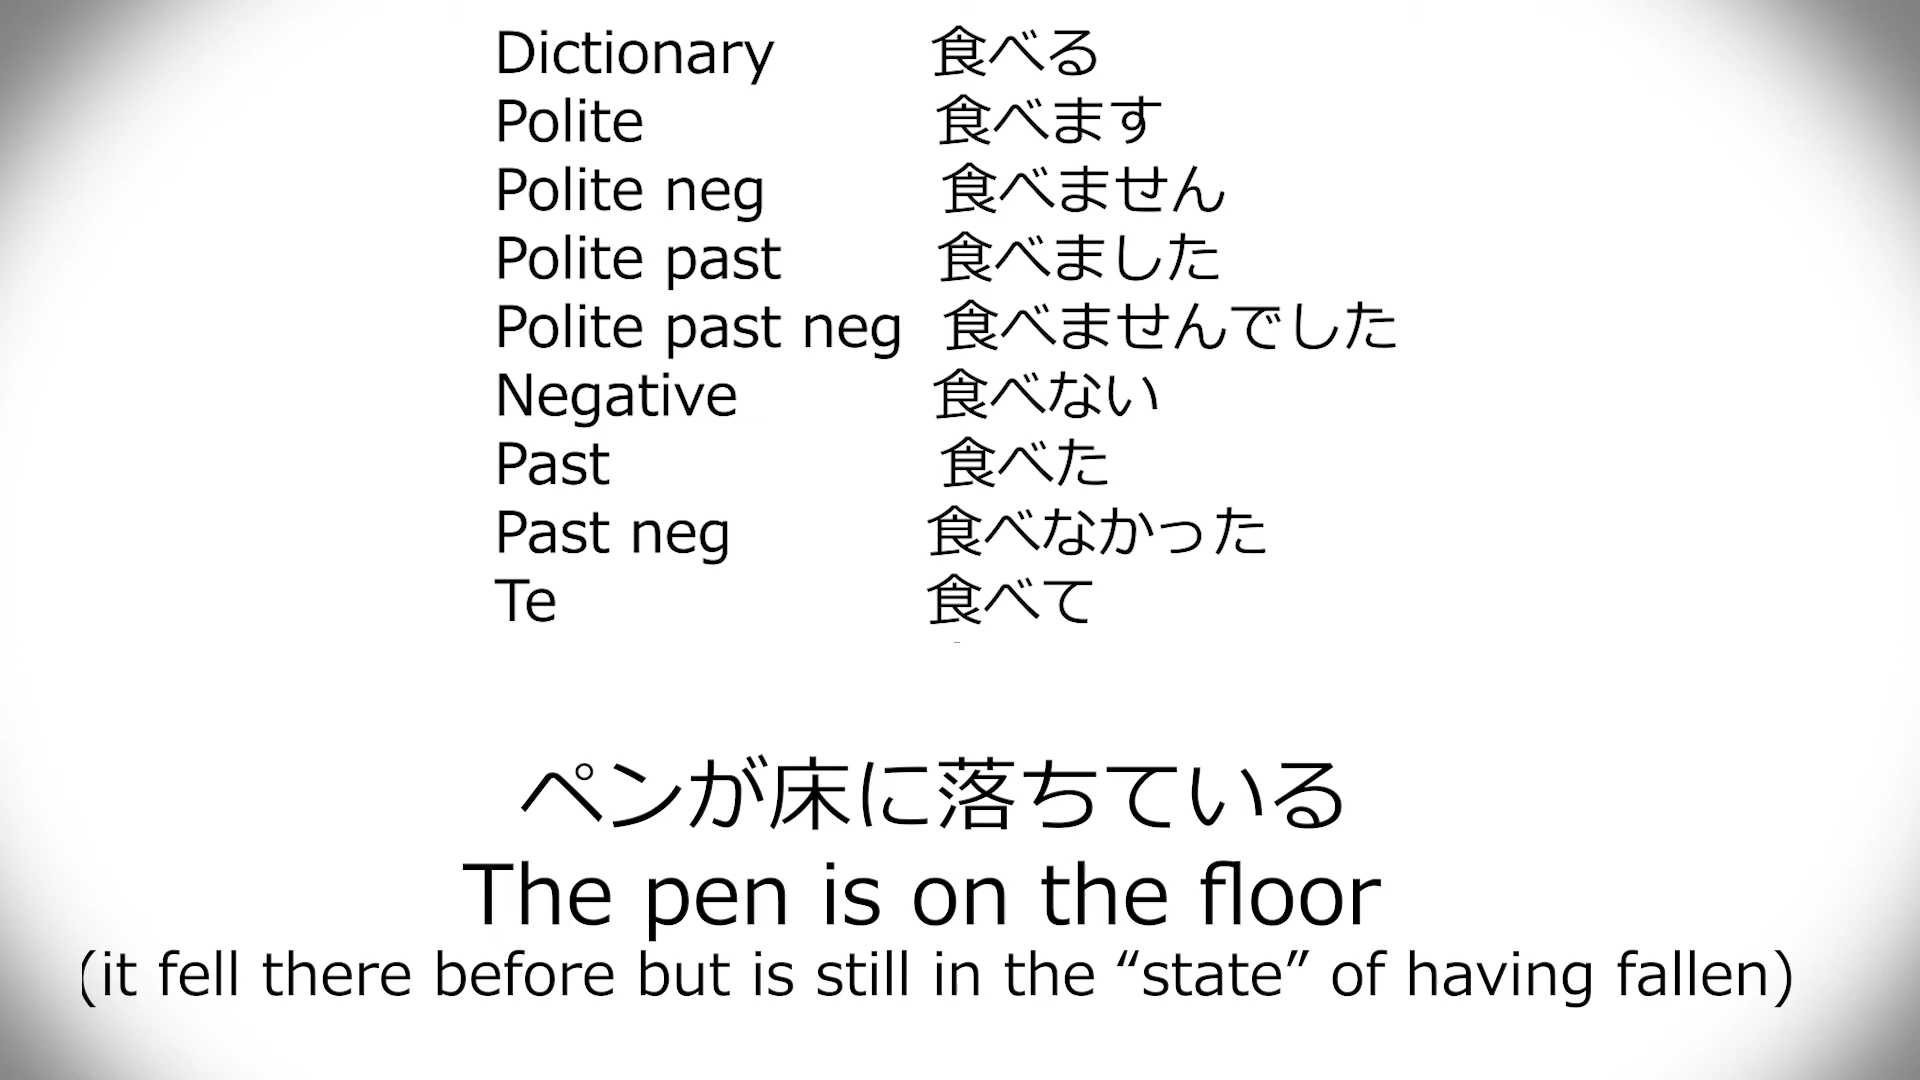 Dictionary 食べる
Polite 食べます
Polite neg 食べません
Polite past 食べました
Polite past neg 食べませんでした
Negative 食べない
Past 食べた
Past neg 食べなかった
Te 食べて
ペンが床に落ちている
The pen is on the floor
(it fell there before but is still in the “state” of having fallen)